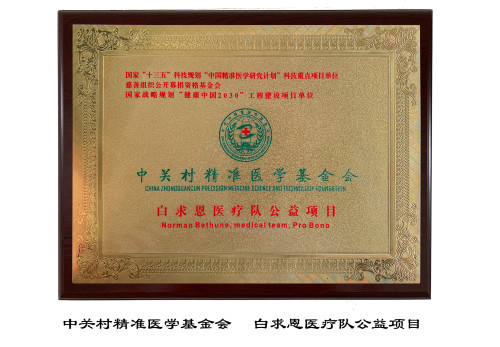 国家“十三五”科技规划“中国精准医学研究计划”科技重点项目单位
慈善组织公开募捐资格基金会
国家战略规划“健康中国2030”工程建设项目单位
中关村精准医学基金会
CHINA ZHONGGUANCUN PRECISION MEDICINE SCIENCE AND TECHNOLOGY FOUNDATION
白求恩医疗队公益项目
Norman Bethune, medical team, Pro Bono
中关村精准医学基金会 白求恩医疗队公益项目